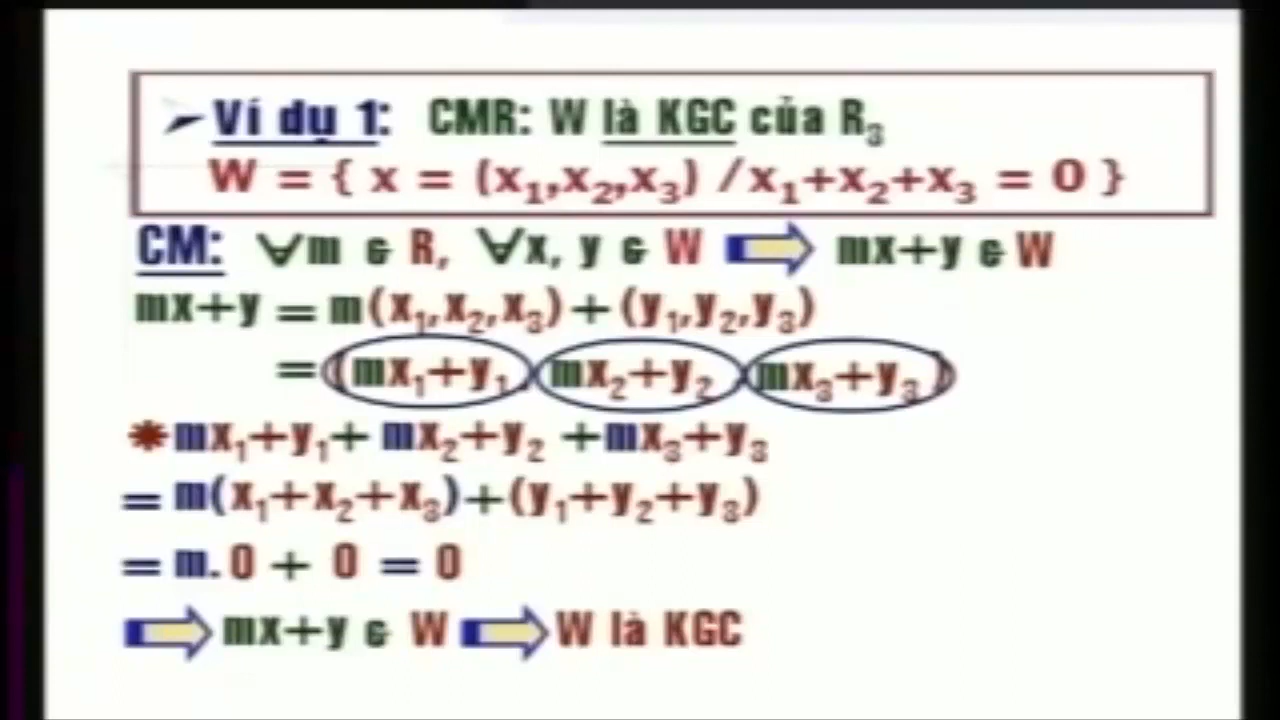 ➢Ví dụ 1: CMR: W là KGC của R₃
W = { x = (x₁,x₂,x₃) /x₁+x₂+x₃ = 0 }
CM: ∀m ε R, ∀x, y ε W ⇨ mx+y ε W
mx+y = m(x₁,x₂,x₃)+(y₁,y₂,y₃)
= (mx₁+y₁, mx₂+y₂, mx₃+y₃)
*mx₁+y₁+ mx₂+y₂ +mx₃+y₃
= m(x₁+x₂+x₃)+(y₁+y₂+y₃)
= m.0 + 0 = 0
⇨ mx+y ε W ⇨ W là KGC